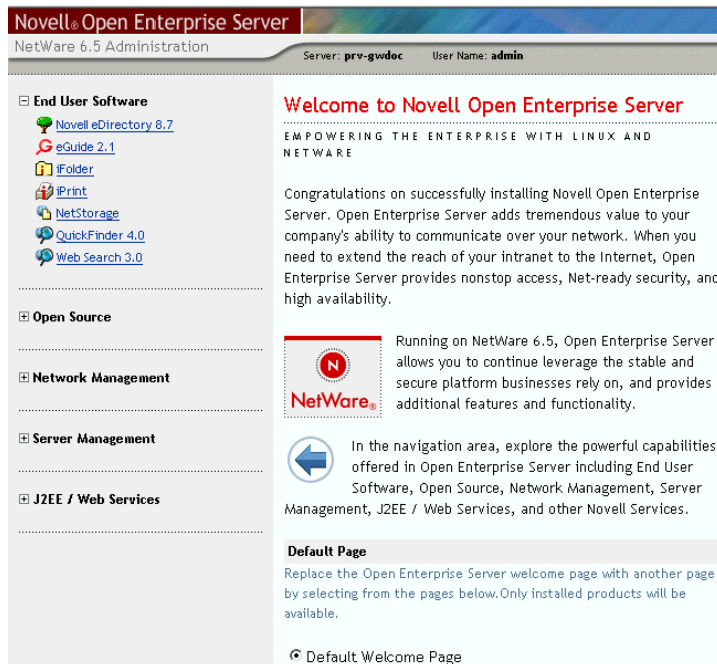 Novell® Open Enterprise Server
NetWare 6.5 Administration
Server: prv-gwdoc User Name: admin
End User Software
Novell eDirectory 8.7
eGuide 2.1
iFolder
iPrint
NetStorage
QuickFinder 4.0
Web Search 3.0
Open Source
Network Management
Server Management
J2EE / Web Services
Welcome to Novell Open Enterprise Server
EMPOWERING THE ENTERPRISE WITH LINUX AND
NETWARE
Congratulations on successfully installing Novell Open Enterprise
Server. Open Enterprise Server adds tremendous value to your
company's ability to communicate over your network. When you
need to extend the reach of your intranet to the Internet, Open
Enterprise Server provides nonstop access, Net-ready security, and
high availability.
N
NetWare®
Running on NetWare 6.5, Open Enterprise Server
allows you to continue leverage the stable and
secure platform businesses rely on, and provides
additional features and functionality.
In the navigation area, explore the powerful capabilities
offered in Open Enterprise Server including End User
Software, Open Source, Network Management, Server
Management, J2EE / Web Services, and other Novell Services.
Default Page
Replace the Open Enterprise Server welcome page with another page
by selecting from the pages below.Only installed products will be
available.
Default Welcome Page